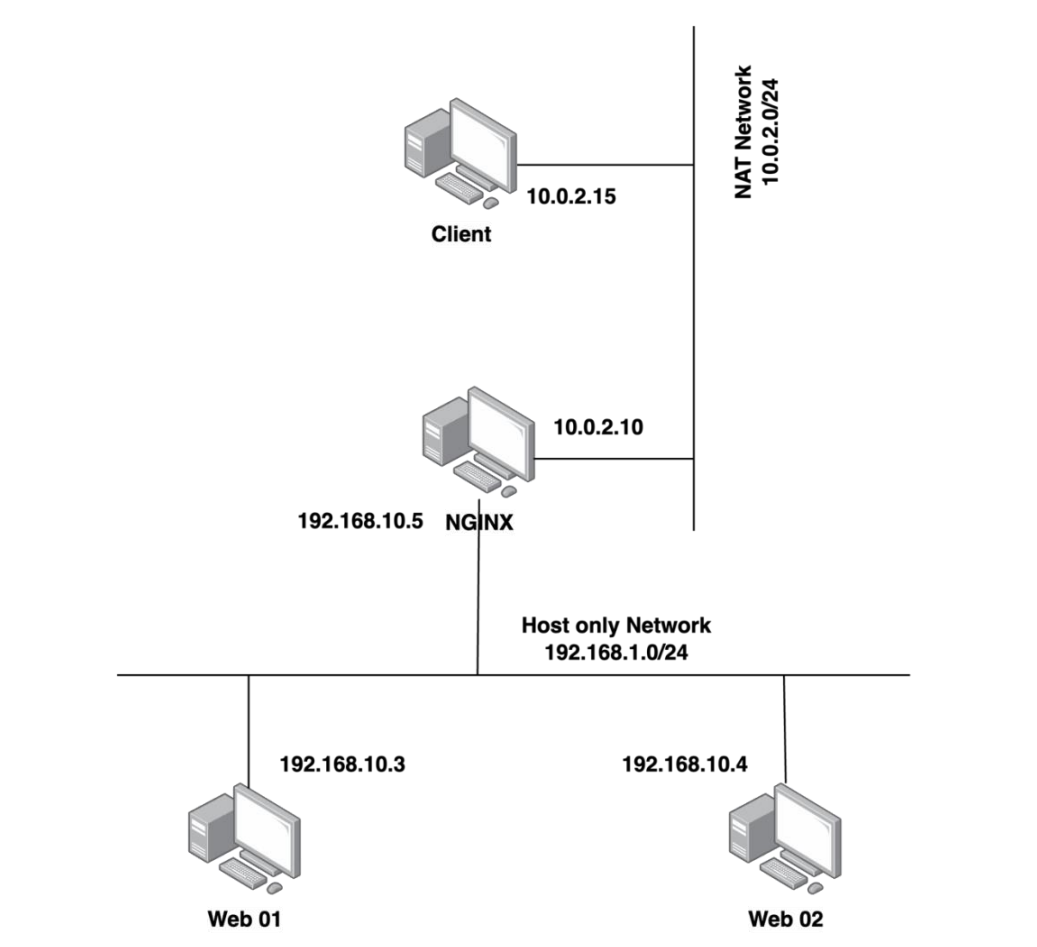 NAT Network
10.0.2.0/24
10.0.2.15
Client
10.0.2.10
192.168.10.5
NGINX
Host only Network
192.168.1.0/24
192.168.10.3
192.168.10.4
Web 01
Web 02